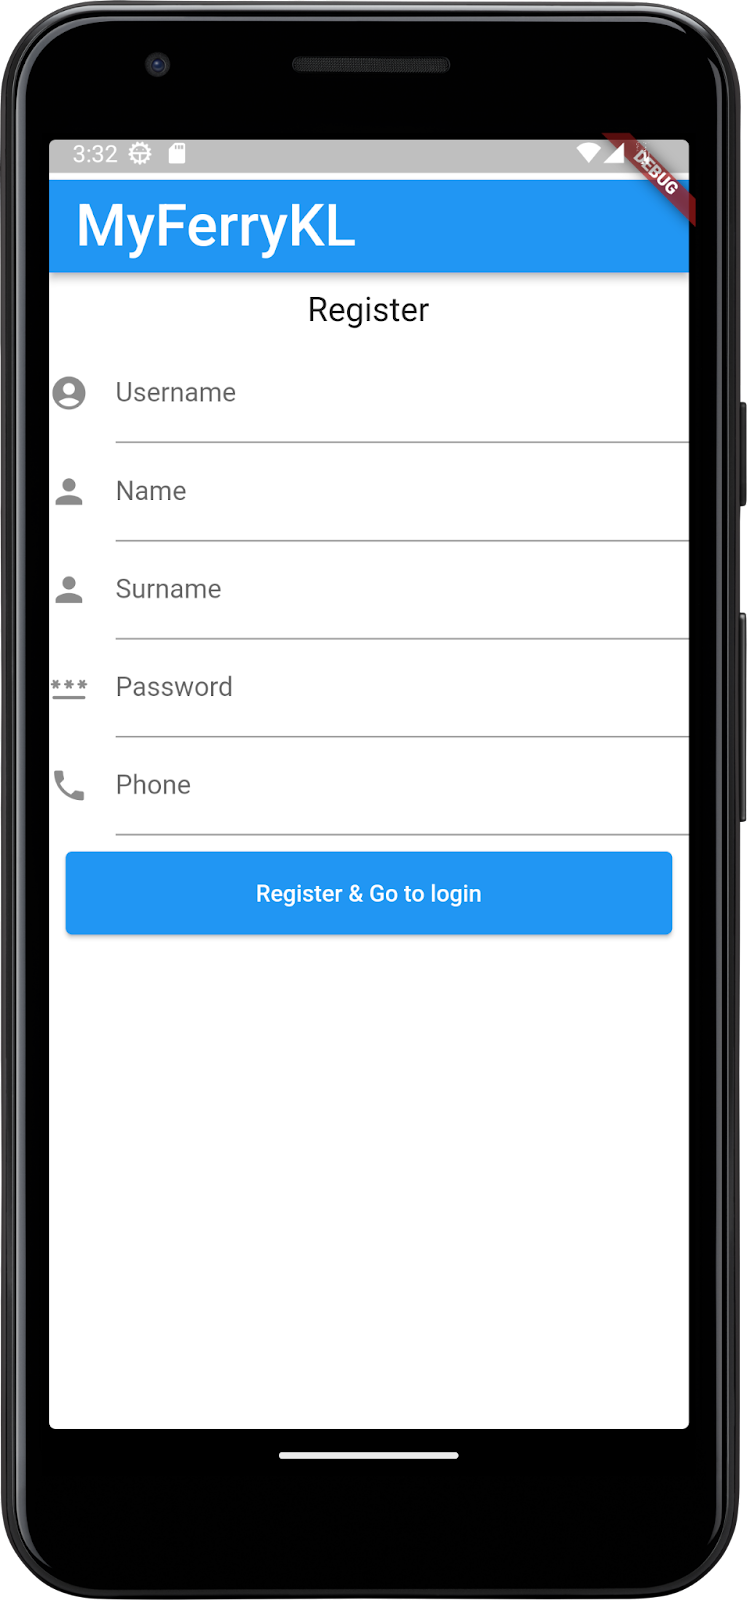 3:32
DEBUG
MyFerryKL
Register
Username
Name
Surname
***
Password
Phone
Register & Go to login